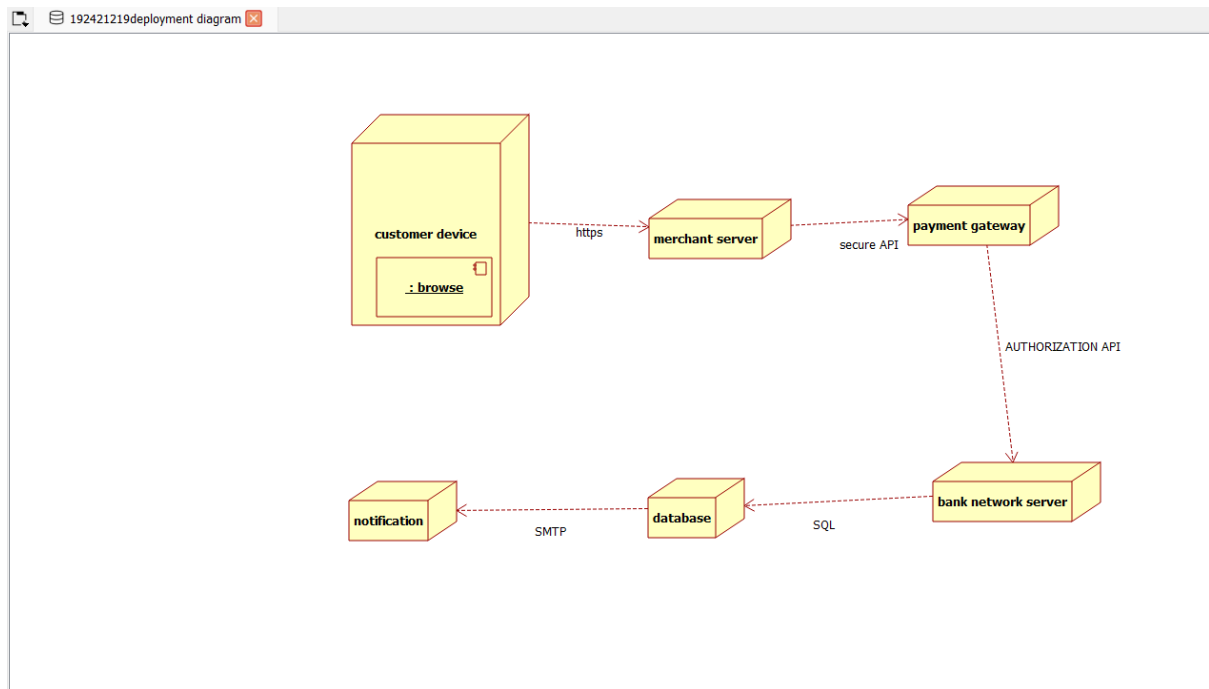 192421219deployment diagram
customer device
: browse
https
merchant server
secure API
payment gateway
AUTHORIZATION API
bank network server
SQL
database
SMTP
notification